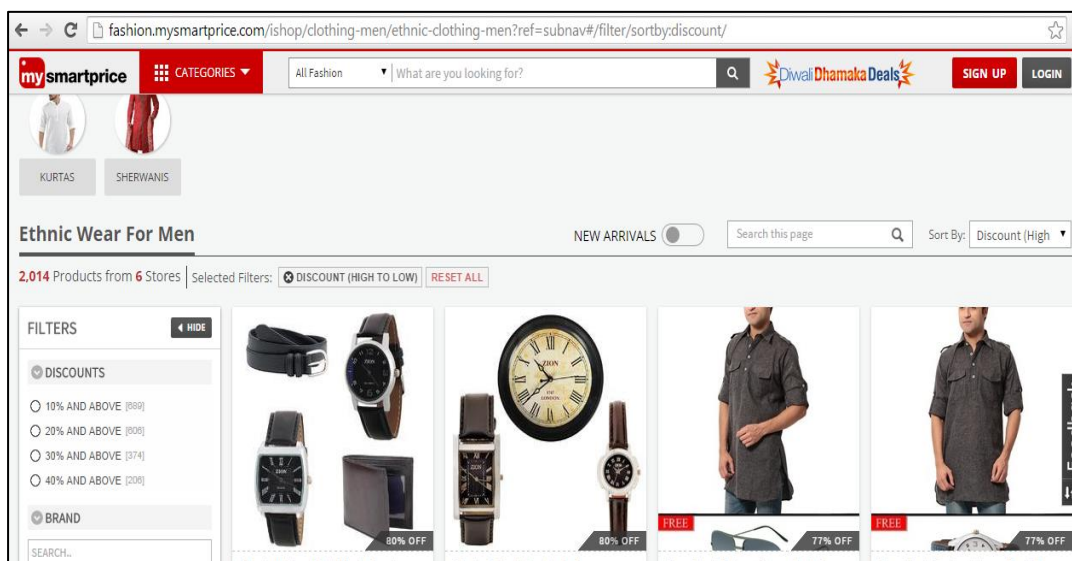 fashion.mysmartprice.com/ishop/clothing-men/ethnic-clothing-men?ref=subnav#/filter/sortby:discount/
mysmartprice CATEGORIES All Fashion What are you looking for? Diwali Dhamaka Deals SIGN UP LOGIN
KURTAS SHERWANIS
Ethnic Wear For Men NEW ARRIVALS Search this page Sort By: Discount (High
2,014 Products from 6 Stores Selected Filters: DISCOUNT (HIGH TO LOW) RESET ALL
FILTERS HIDE
DISCOUNTS
10% AND ABOVE [689]
20% AND ABOVE [606]
30% AND ABOVE [374]
40% AND ABOVE [206]
BRAND
SEARCH..
ZION
ZION
ZION
ZION
LONDON
80% OFF 80% OFF FREE 77% OFF FREE 77% OFF